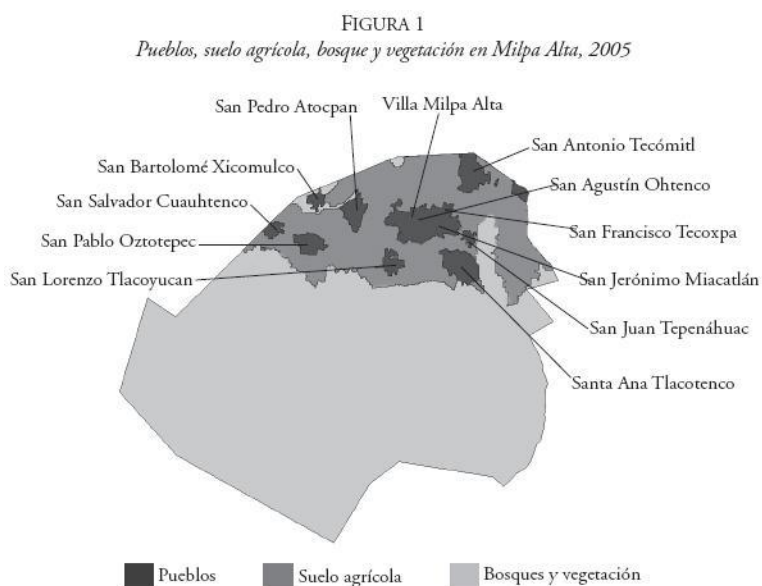 FIGURA 1
Pueblos, suelo agrícola, bosque y vegetación en Milpa Alta, 2005
San Pedro Atocpan
Villa Milpa Alta
San Antonio Tecómitl
San Bartolomé Xicomulco
San Agustín Ohtenco
San Salvador Cuauhtenco
San Francisco Tecoxpa
San Pablo Oztotepec
San Lorenzo Tlacoyucan
San Jerónimo Miacatlán
San Juan Tepenáhuac
Santa Ana Tlacotenco
Pueblos
Suelo agrícola
Bosques y vegetación